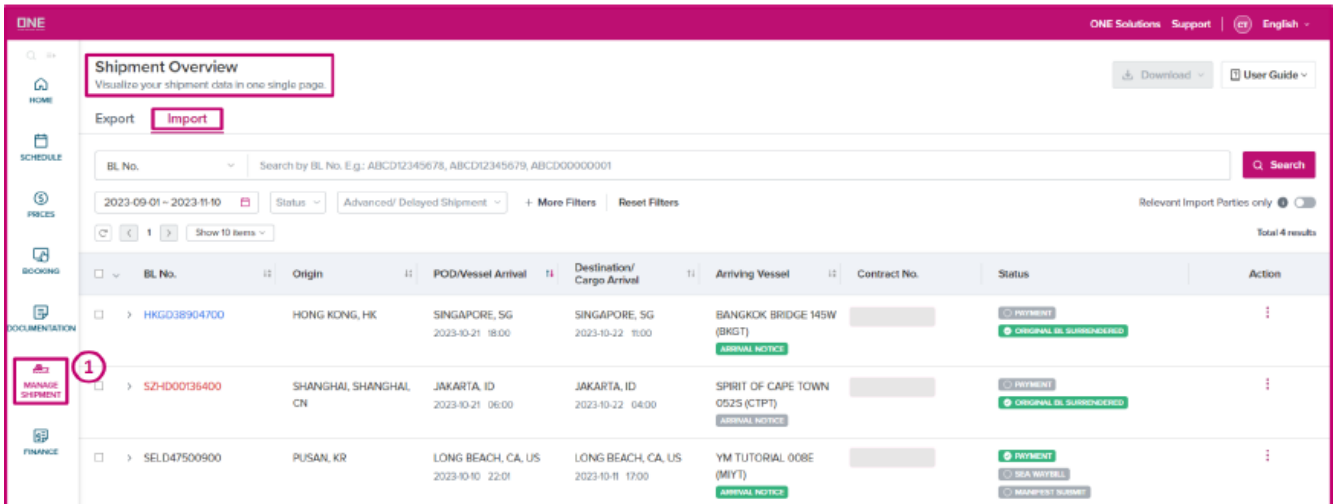 ONE
ONE Solutions Support | CT English
HOME
SCHEDULE
PRICES
BOOKING
DOCUMENTATION
MANAGE SHIPMENT
FINANCE
1
Shipment Overview
Visualize your shipment data in one single page.
Download
User Guide
Export Import
BL No. Search by BL No. E.g.: ABCD12345678, ABCD12345679, ABCD00000001 Search
2023-09-01 ~ 2023-11-10 Status Advanced/ Delayed Shipment + More Filters Reset Filters Relevant Import Parties only
1 Show 10 items Total 4 results
BL No. Origin POD/Vessel Arrival Destination/ Cargo Arrival Arriving Vessel Contract No. Status Action
HKGD38904700 HONG KONG, HK SINGAPORE, SG SINGAPORE, SG BANGKOK BRIDGE 145W PAYMENT
2023-10-21 18:00 2023-10-22 11:00 (BKGT) ORIGINAL BL SURRENDERED
ARRIVAL NOTICE
SZHD00136400 SHANGHAI, SHANGHAI, JAKARTA, ID JAKARTA, ID SPIRIT OF CAPE TOWN PAYMENT
CN 2023-10-21 06:00 2023-10-22 04:00 052S (CTPT) ORIGINAL BL SURRENDERED
ARRIVAL NOTICE
SELD47500900 PUSAN, KR LONG BEACH, CA, US LONG BEACH, CA, US YM TUTORIAL 008E PAYMENT
2023-10-10 22:01 2023-10-11 17:00 (MIYT) SEA WAYBILL
ARRIVAL NOTICE MANIFEST SUBMIT